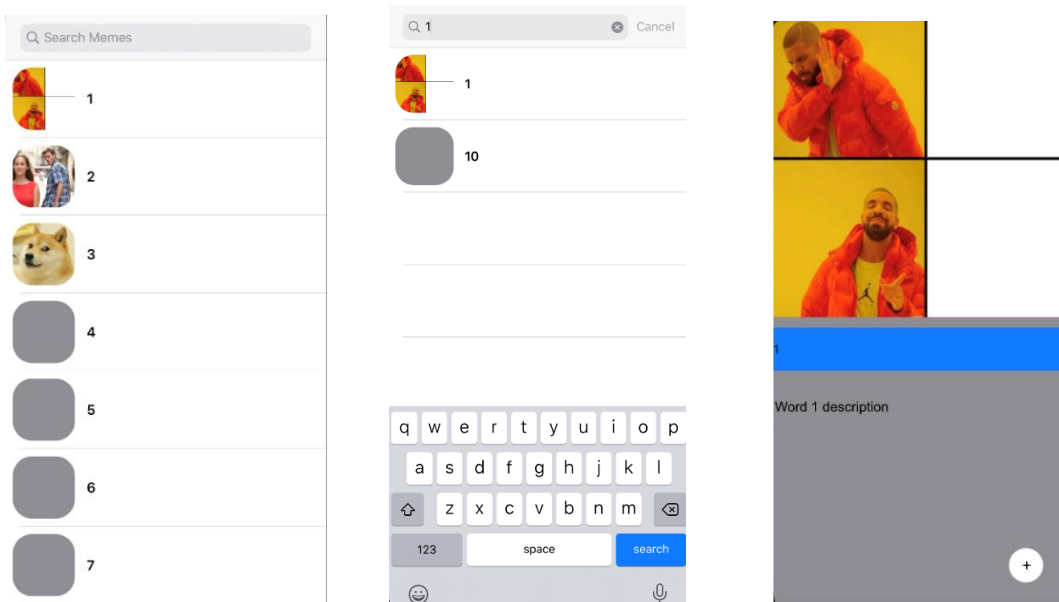 Search Memes
1
2
3
4
5
6
7
1 Cancel
1
10
q w e r t y u i o p
a s d f g h j k l
z x c v b n m
123 space search
1
Word 1 description
+